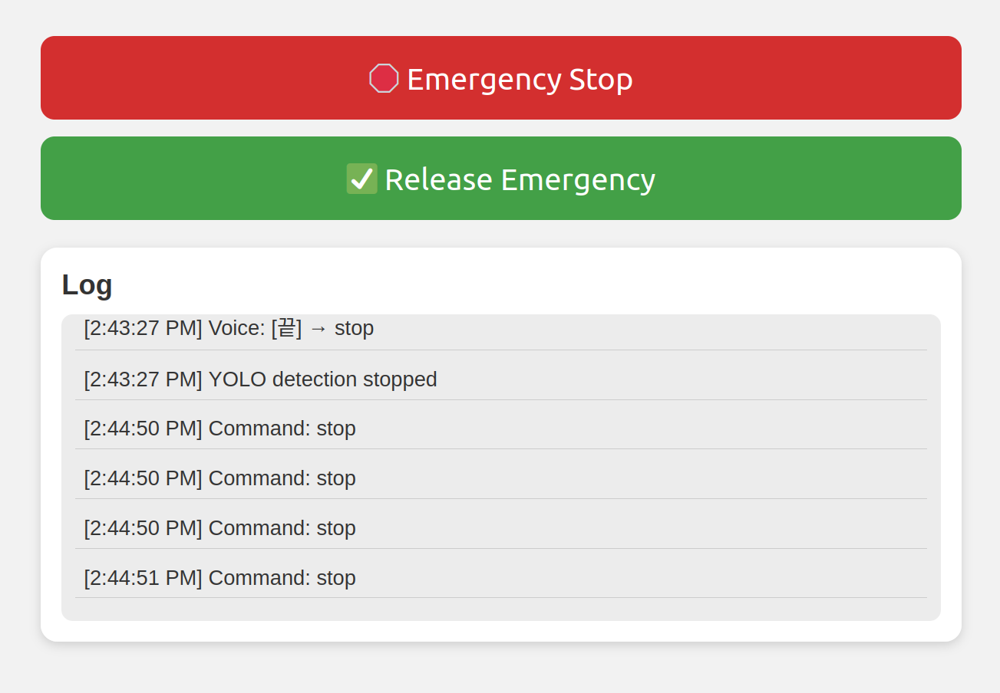 🛑 Emergency Stop
✅ Release Emergency
Log
[2:43:27 PM] Voice: [끝] → stop
[2:43:27 PM] YOLO detection stopped
[2:44:50 PM] Command: stop
[2:44:50 PM] Command: stop
[2:44:50 PM] Command: stop
[2:44:51 PM] Command: stop